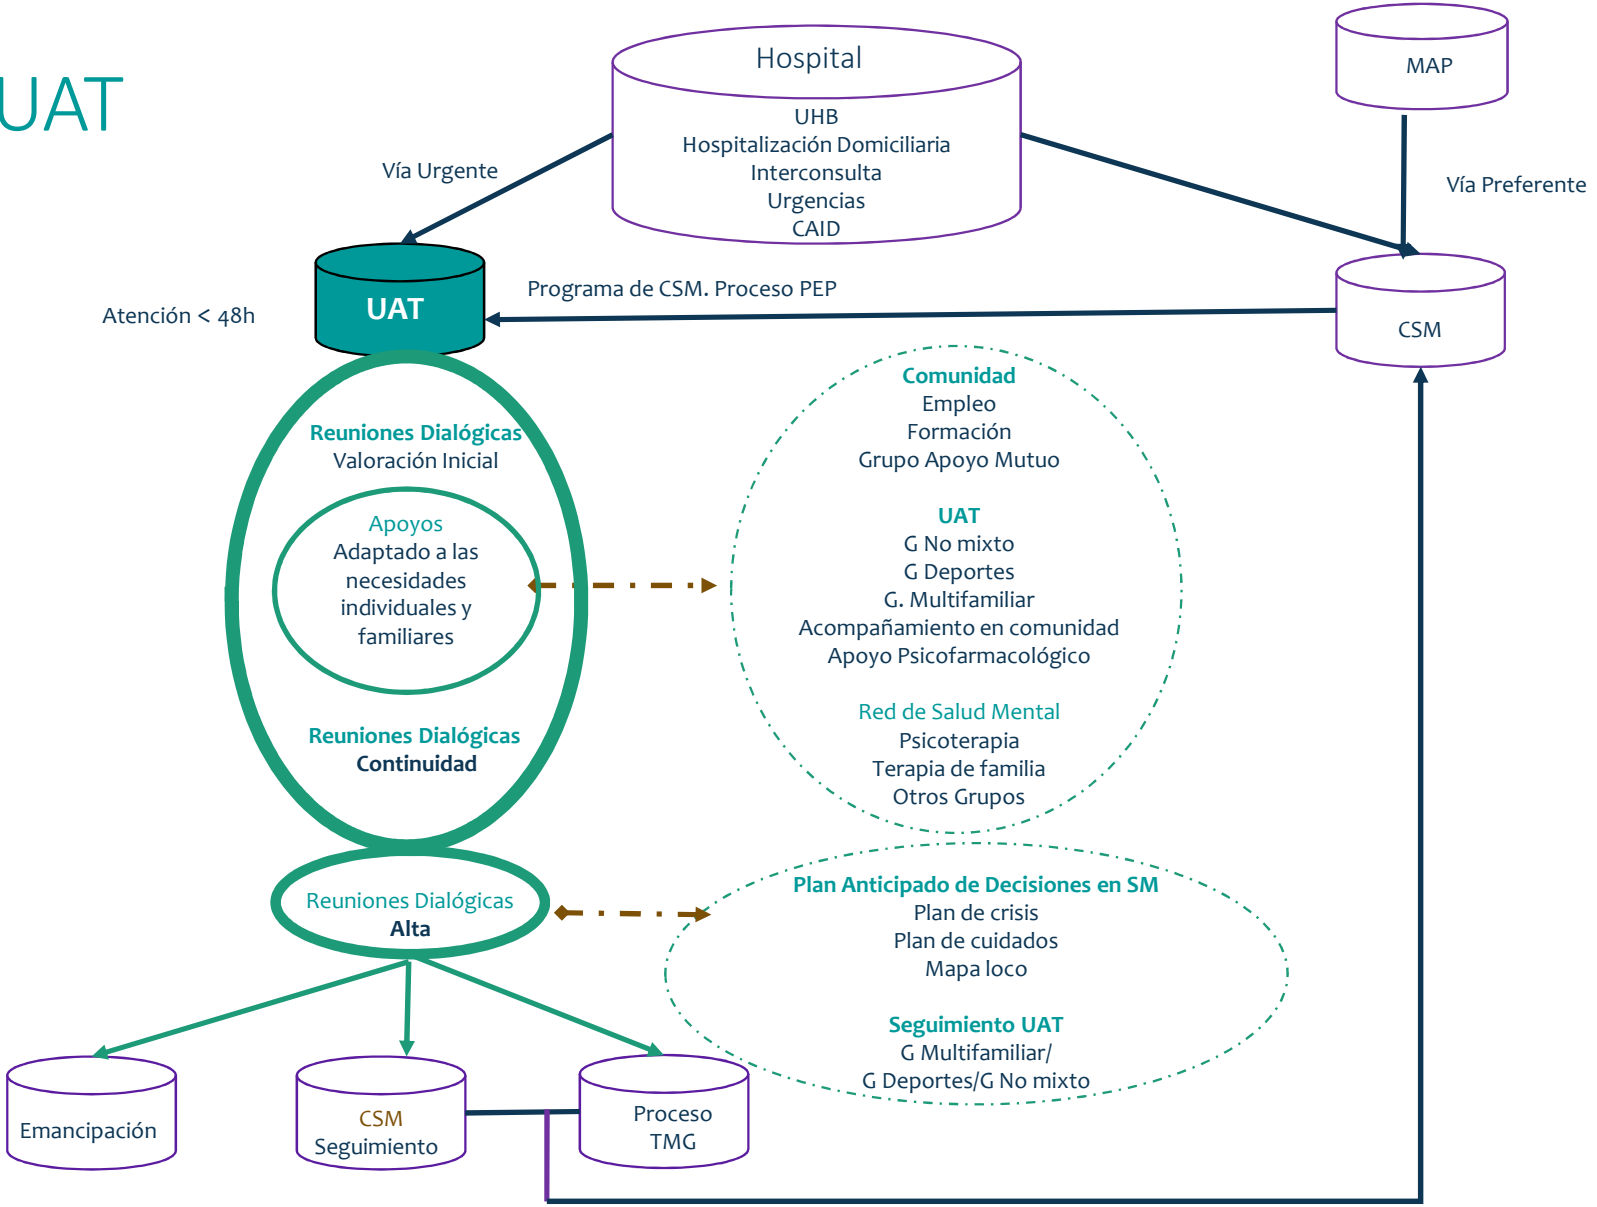 UAT
Hospital
UHB
Hospitalización Domiciliaria
Interconsulta
Urgencias
CAID
MAP
Vía Urgente
Vía Preferente
UAT
Atención < 48h
Programa de CSM. Proceso PEP
CSM
Reuniones Dialógicas
Valoración Inicial
Apoyos
Adaptado a las
necesidades
individuales y
familiares
Reuniones Dialógicas
Continuidad
Comunidad
Empleo
Formación
Grupo Apoyo Mutuo
UAT
G No mixto
G Deportes
G. Multifamiliar
Acompañamiento en comunidad
Apoyo Psicofarmacológico
Red de Salud Mental
Psicoterapia
Terapia de familia
Otros Grupos
Reuniones Dialógicas
Alta
Plan Anticipado de Decisiones en SM
Plan de crisis
Plan de cuidados
Mapa loco
Seguimiento UAT
G Multifamiliar/
G Deportes/G No mixto
Emancipación
CSM
Seguimiento
Proceso
TMG